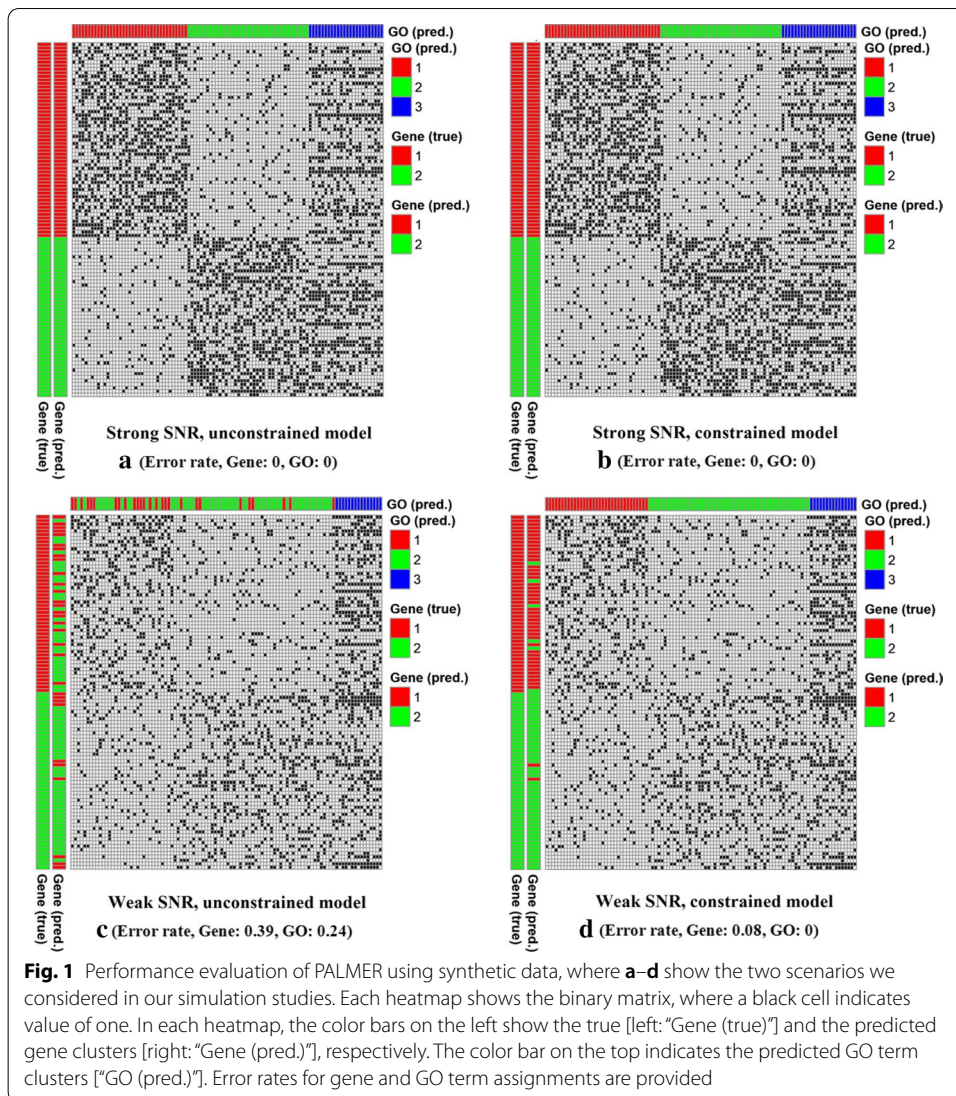 GO (pred.)
GO (pred.)
1
2
3
Gene (true)
1
2
Gene (pred.)
1
2
Gene (true)
Gene (pred.)
Strong SNR, unconstrained model
a (Error rate, Gene: 0, GO: 0)
GO (pred.)
GO (pred.)
1
2
3
Gene (true)
1
2
Gene (pred.)
1
2
Gene (true)
Gene (pred.)
Strong SNR, constrained model
b (Error rate, Gene: 0, GO: 0)
GO (pred.)
GO (pred.)
1
2
3
Gene (true)
1
2
Gene (pred.)
1
2
Gene (true)
Gene (pred.)
Weak SNR, unconstrained model
c (Error rate, Gene: 0.39, GO: 0.24)
GO (pred.)
GO (pred.)
1
2
3
Gene (true)
1
2
Gene (pred.)
1
2
Gene (true)
Gene (pred.)
Weak SNR, constrained model
d (Error rate, Gene: 0.08, GO: 0)
Fig. 1 Performance evaluation of PALMER using synthetic data, where a–d show the two scenarios we
considered in our simulation studies. Each heatmap shows the binary matrix, where a black cell indicates
value of one. In each heatmap, the color bars on the left show the true [left: “Gene (true)”] and the predicted
gene clusters [right: “Gene (pred.)”], respectively. The color bar on the top indicates the predicted GO term
clusters [“GO (pred.)”]. Error rates for gene and GO term assignments are provided